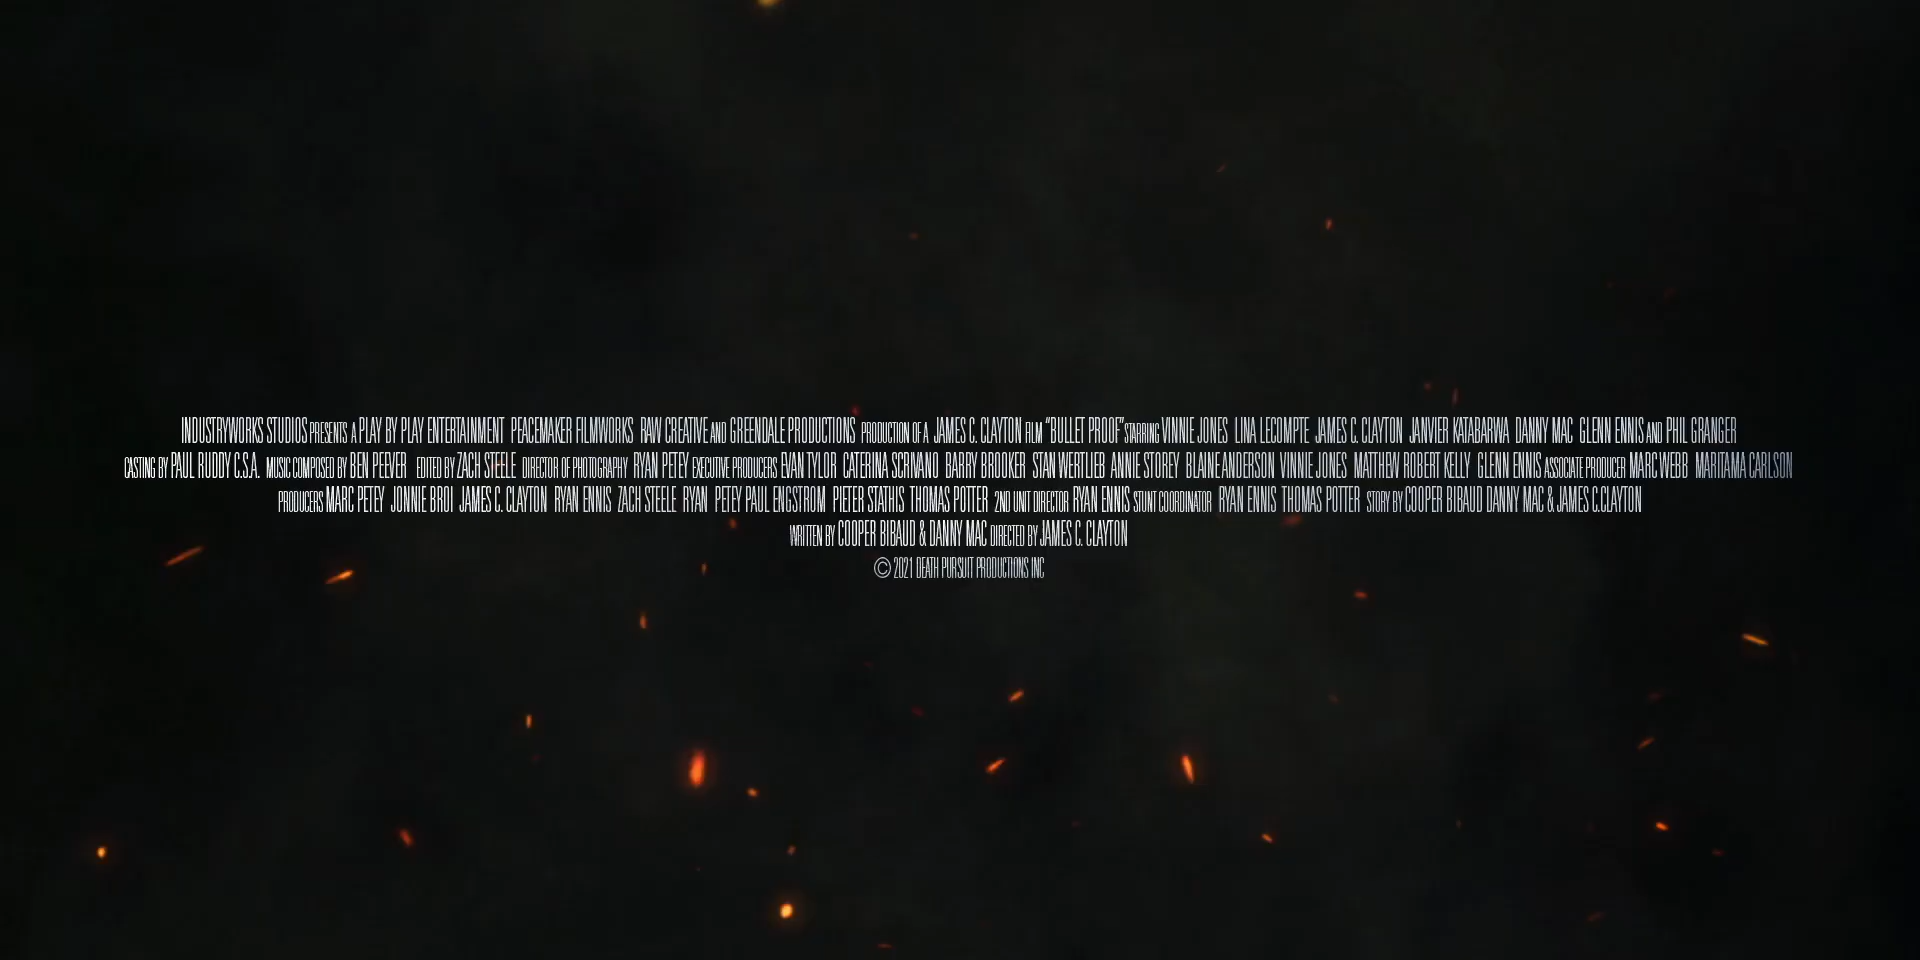 INDUSTRYWORKS STUDIOS PRESENTS A PLAY BY PLAY ENTERTAINMENT PEACEMAKER FILMWORKS RAW CREATIVE AND GREENDALE PRODUCTIONS PRODUCTION OF A JAMES C. CLAYTON FILM "BULLET PROOF" STARRING VINNIE JONES LINA LECOMPTE JAMES C. CLAYTON JANVIER KATABARWA DANNY MAC GLENN ENNIS AND PHIL GRANGER
CASTING BY PAUL RUDDY C.S.A. MUSIC COMPOSED BY BEN PEEVER EDITED BY ZACH STEELE DIRECTOR OF PHOTOGRAPHY RYAN PETEY EXECUTIVE PRODUCERS EVAN TYLOR CATERINA SCRIVANO BARRY BROOKER STAN WERTLIEB ANNIE STOREY BLAINE ANDERSON VINNIE JONES MATTHEW ROBERT KELLY GLENN ENNIS ASSOCIATE PRODUCER MARC WEBB MARITAMA CARLSON
PRODUCERS MARC PETEY JONNIE BROI JAMES C. CLAYTON RYAN ENNIS ZACH STEELE RYAN PETEY PAUL ENGSTROM PIETER STATHIS THOMAS POTTER 2ND UNIT DIRECTOR RYAN ENNIS STUNT COORDINATOR RYAN ENNIS THOMAS POTTER STORY BY COOPER BIBAUD DANNY MAC & JAMES C.CLAYTON
WRITTEN BY COOPER BIBAUD & DANNY MAC DIRECTED BY JAMES C. CLAYTON
© 2021 DEATH PURSUIT PRODUCTIONS INC